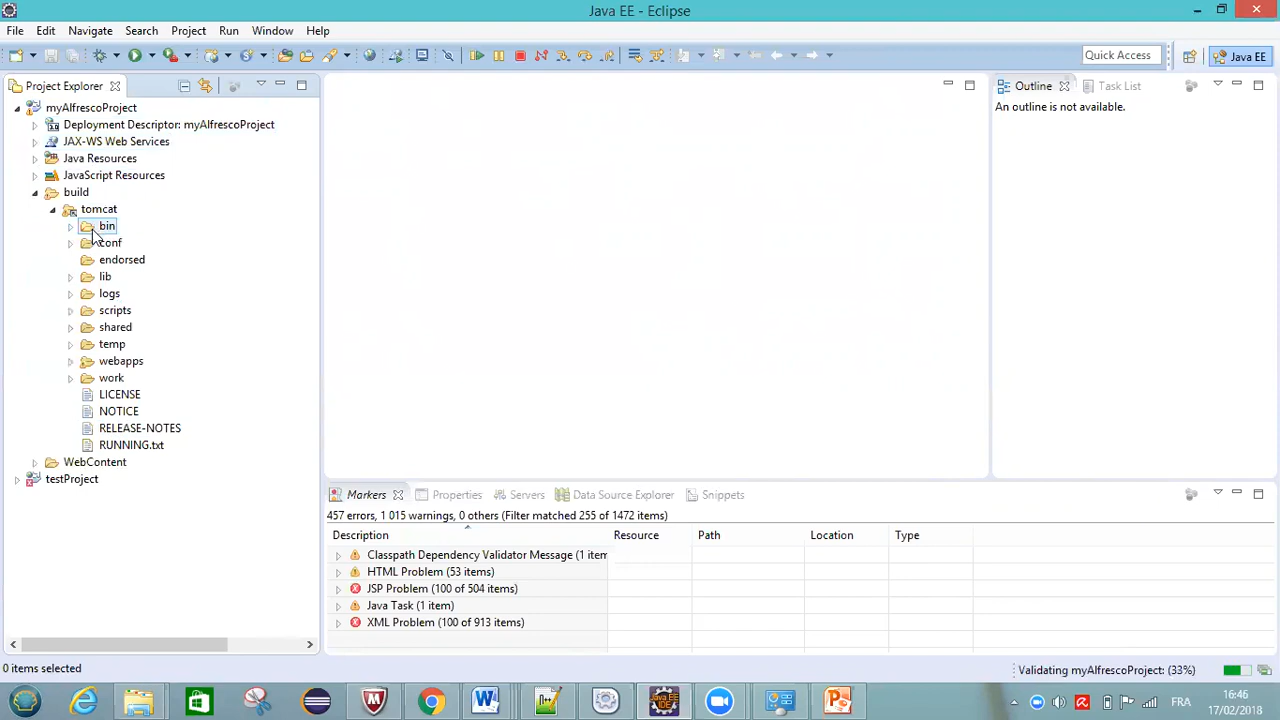 Java EE - Eclipse
File Edit Navigate Search Project Run Window Help
Quick Access
Java EE
Project Explorer
myAlfrescoProject
Deployment Descriptor: myAlfrescoProject
JAX-WS Web Services
Java Resources
JavaScript Resources
build
tomcat
bin
conf
endorsed
lib
logs
scripts
shared
temp
webapps
work
LICENSE
NOTICE
RELEASE-NOTES
RUNNING.txt
WebContent
testProject
Outline Task List
An outline is not available.
Markers Properties Servers Data Source Explorer Snippets
457 errors, 1 015 warnings, 0 others (Filter matched 255 of 1472 items)
Description Resource Path Location Type
Classpath Dependency Validator Message (1 item
HTML Problem (53 items)
JSP Problem (100 of 504 items)
Java Task (1 item)
XML Problem (100 of 913 items)
0 items selected
Validating myAlfrescoProject: (33%)
FRA
16:46
17/02/2018